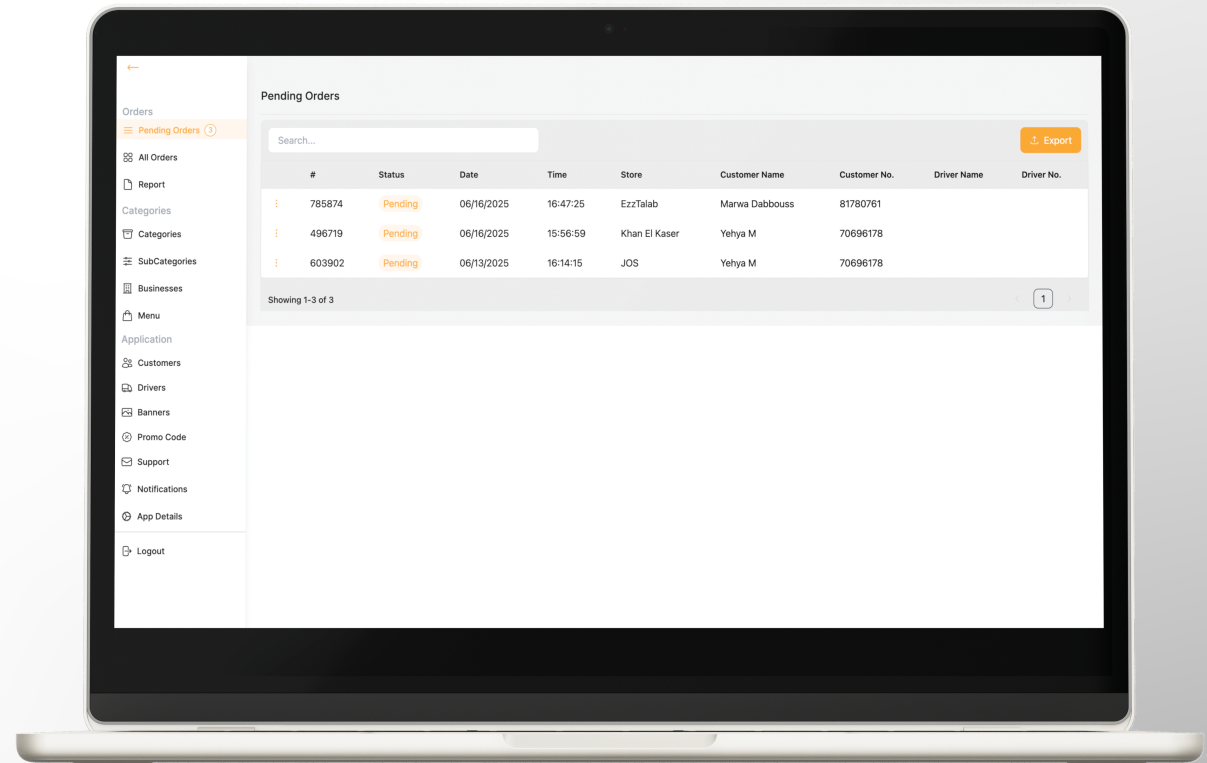 Orders
Pending Orders 3
All Orders
Report
Categories
Categories
SubCategories
Businesses
Menu
Application
Customers
Drivers
Banners
Promo Code
Support
Notifications
App Details
Logout
Pending Orders
Search...
Export
# Status Date Time Store Customer Name Customer No. Driver Name Driver No.
785874 Pending 06/16/2025 16:47:25 EzzTalab Marwa Dabbouss 81780761
496719 Pending 06/16/2025 15:56:59 Khan El Kaser Yehya M 70696178
603902 Pending 06/13/2025 16:14:15 JOS Yehya M 70696178
Showing 1-3 of 3
1